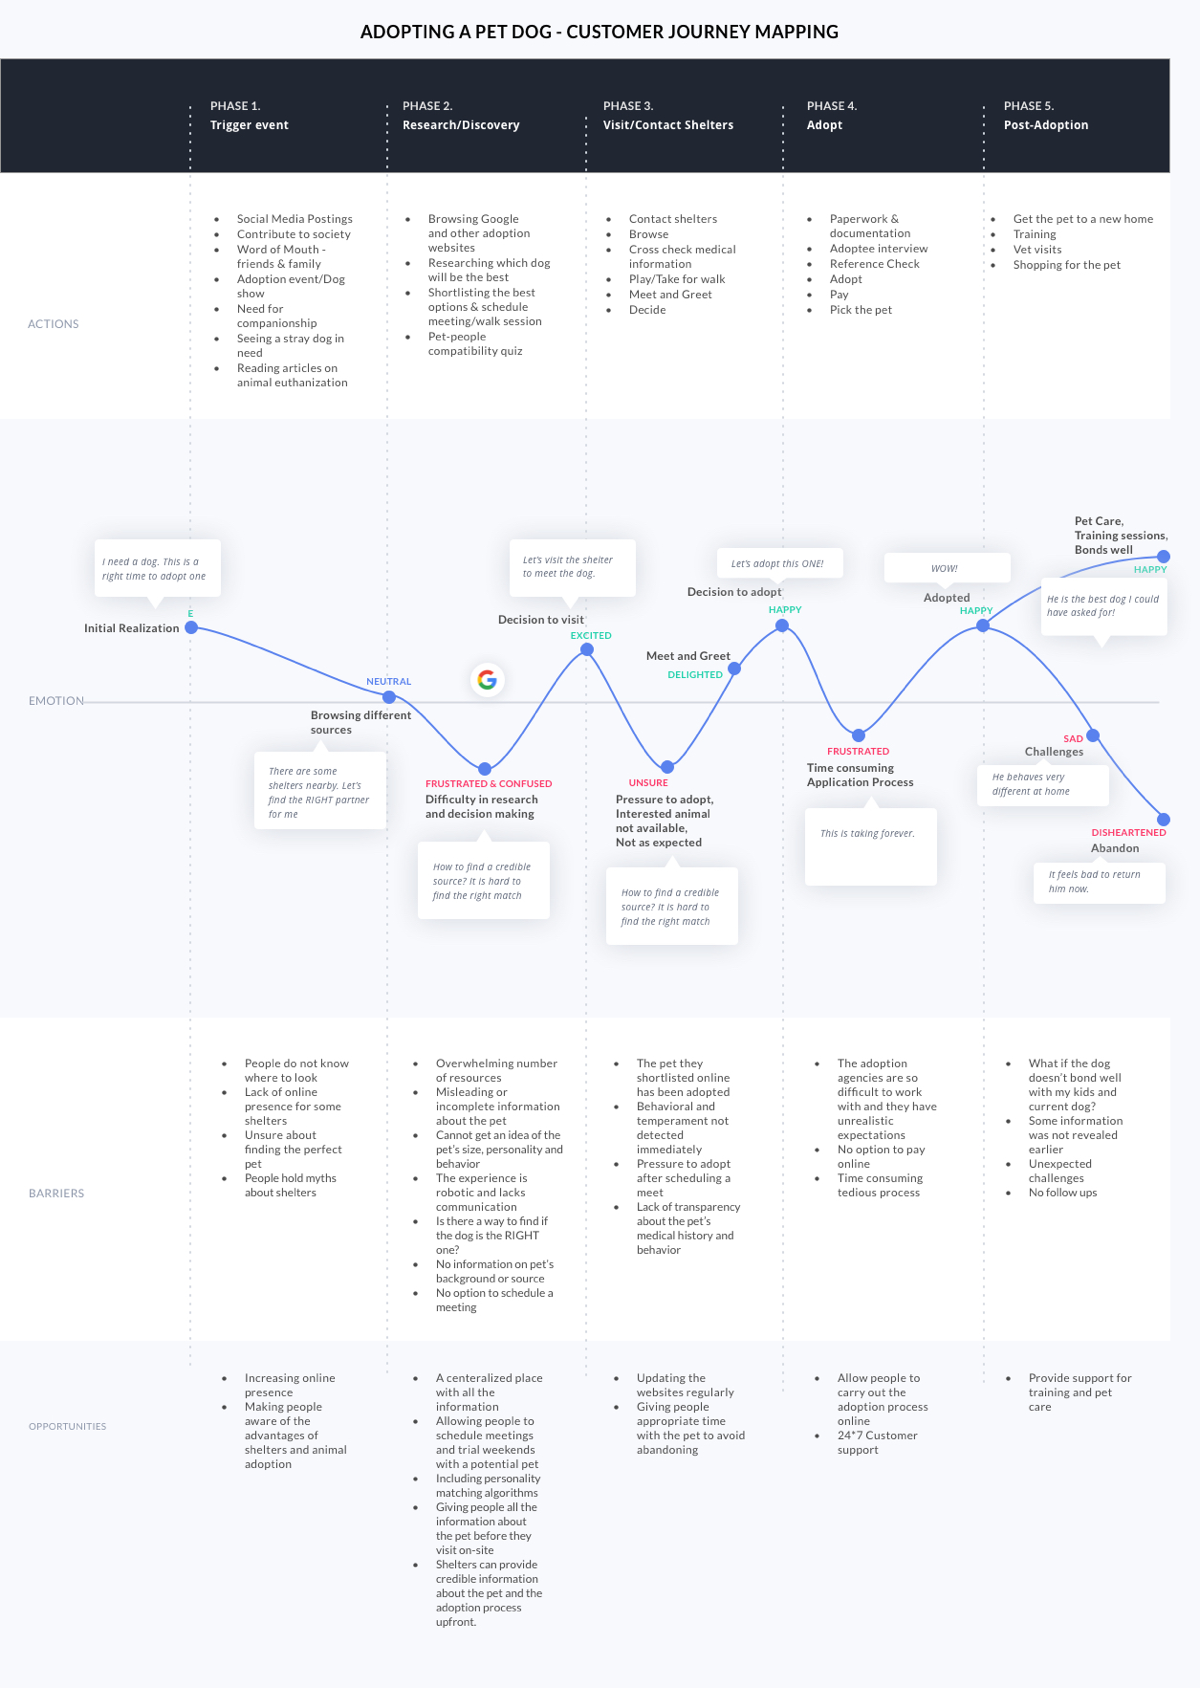 ADOPTING A PET DOG - CUSTOMER JOURNEY MAPPING
PHASE 1.
Trigger event
PHASE 2.
Research/Discovery
PHASE 3.
Visit/Contact Shelters
PHASE 4.
Adopt
PHASE 5.
Post-Adoption
ACTIONS
Social Media Postings
Contribute to society
Word of Mouth -
friends & family
Adoption event/Dog
show
Need for
companionship
Seeing a stray dog in
need
Reading articles on
animal euthanization
Browsing Google
and other adoption
websites
Researching which dog
will be the best
Shortlisting the best
options & schedule
meeting/walk session
Pet-people
compatibility quiz
Contact shelters
Browse
Cross check medical
information
Play/Take for walk
Meet and Greet
Decide
Paperwork &
documentation
Adoptee interview
Reference Check
Adopt
Pay
Pick the pet
Get the pet to a new home
Training
Vet visits
Shopping for the pet
EMOTION
I need a dog. This is a
right time to adopt one
E
Initial Realization
NEUTRAL
Browsing different
sources
There are some
shelters nearby. Let's
find the RIGHT partner
for me
G
FRUSTRATED & CONFUSED
Difficulty in research
and decision making
How to find a credible
source? It is hard to
find the right match
Let's visit the shelter
to meet the dog.
Decision to visit
EXCITED
UNSURE
Pressure to adopt,
Interested animal
not available,
Not as expected
How to find a credible
source? It is hard to
find the right match
Meet and Greet
DELIGHTED
Let's adopt this ONE!
Decision to adopt
HAPPY
FRUSTRATED
Time consuming
Application Process
This is taking forever.
WOW!
Adopted
HAPPY
Pet Care,
Training sessions,
Bonds well
HAPPY
He is the best dog I could
have asked for!
SAD
Challenges
He behaves very
different at home
DISHEARTENED
Abandon
It feels bad to return
him now.
BARRIERS
People do not know
where to look
Lack of online
presence for some
shelters
Unsure about
finding the perfect
pet
People hold myths
about shelters
Overwhelming number
of resources
Misleading or
incomplete information
about the pet
Cannot get an idea of the
pet's size, personality and
behavior
The experience is
robotic and lacks
communication
Is there a way to find if
the dog is the RIGHT
one?
No information on pet's
background or source
No option to schedule a
meeting
The pet they
shortlisted online
has been adopted
Behavioral and
temperament not
detected
immediately
Pressure to adopt
after scheduling a
meet
Lack of transparency
about the pet's
medical history and
behavior
The adoption
agencies are so
difficult to work
with and they have
unrealistic
expectations
No option to pay
online
Time consuming
tedious process
What if the dog
doesn't bond well
with my kids and
current dog?
Some information
was not revealed
earlier
Unexpected
challenges
No follow ups
OPPORTUNITIES
Increasing online
presence
Making people
aware of the
advantages of
shelters and animal
adoption
A centeralized place
with all the
information
Allowing people to
schedule meetings
and trial weekends
with a potential pet
Including personality
matching algorithms
Giving people all the
information about
the pet before they
visit on-site
Shelters can provide
credible information
about the pet and the
adoption process
upfront.
Updating the
websites regularly
Giving people
appropriate time
with the pet to avoid
abandoning
Allow people to
carry out the
adoption process
online
24*7 Customer
support
Provide support for
training and pet
care